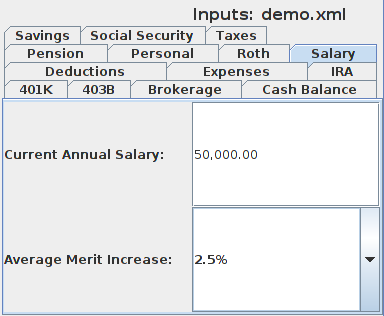 Inputs: demo.xml
Savings Social Security Taxes
Pension Personal Roth Salary
Deductions Expenses IRA
401K 403B Brokerage Cash Balance
Current Annual Salary: 50,000.00
Average Merit Increase: 2.5%